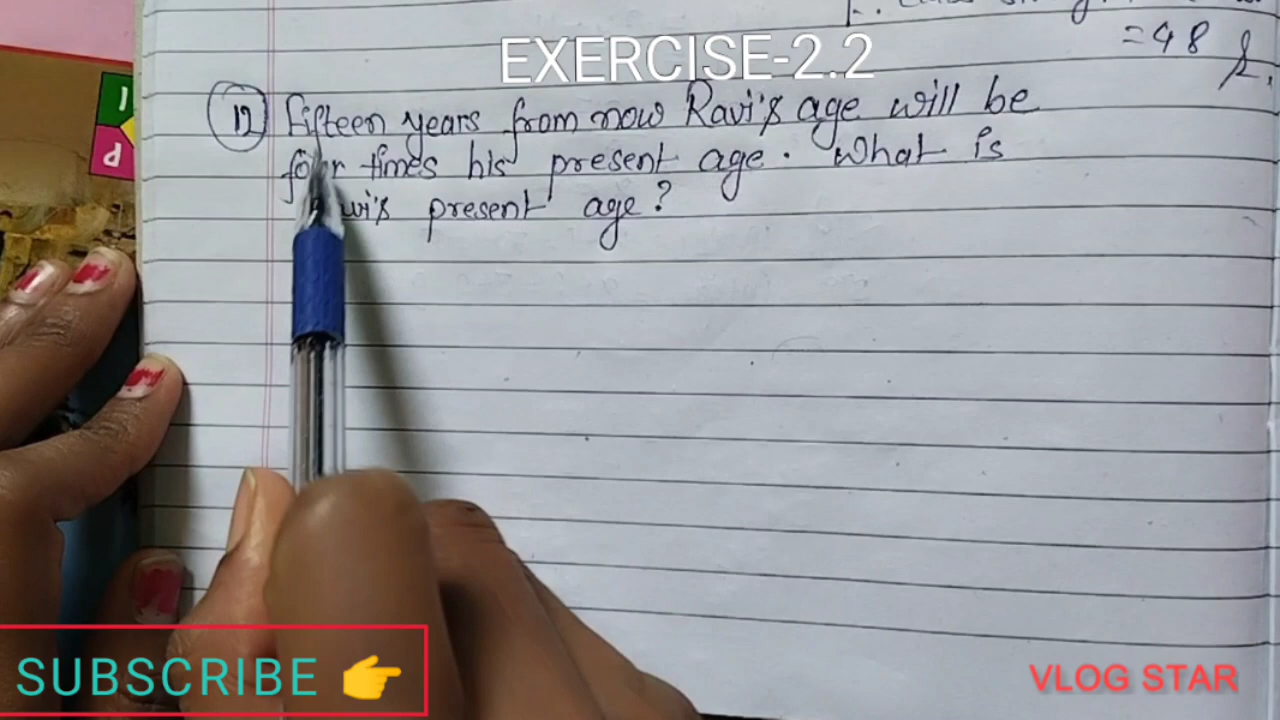 = 48
EXERCISE-2.2
12 Fifteen years from now Ravi's age will be
four times his present age. What is
present age?
SUBSCRIBE 👉
VLOG STAR